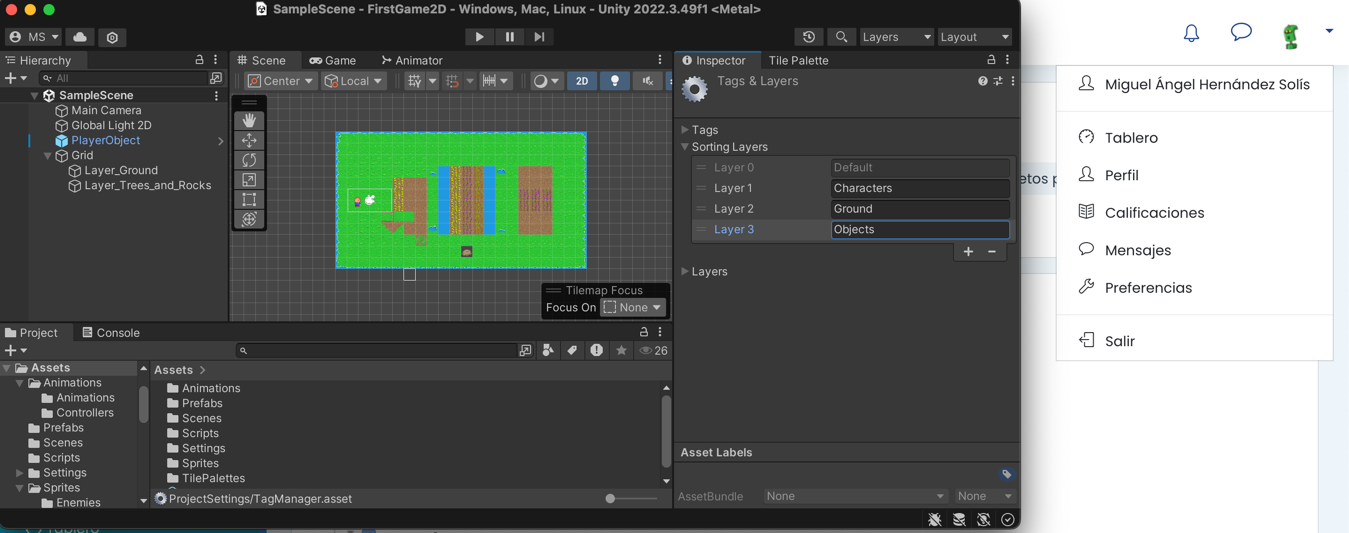 SampleScene - FirstGame2D - Windows, Mac, Linux - Unity 2022.3.49f1 <Metal>
MS
Layers
Layout
Hierarchy
All
SampleScene
Main Camera
Global Light 2D
PlayerObject
Grid
Layer_Ground
Layer_Trees_and_Rocks
Scene
Game
Animator
Center
Local
2D
Tilemap Focus
Focus On
None
Inspector
Tile Palette
Tags & Layers
Tags
Sorting Layers
Layer 0
Default
Layer 1
Characters
Layer 2
Ground
Layer 3
Objects
Layers
Asset Labels
AssetBundle
None
None
Project
Console
26
Assets
Animations
Animations
Controllers
Prefabs
Scenes
Scripts
Settings
Sprites
Enemies
Assets
Animations
Prefabs
Scenes
Scripts
Settings
Sprites
TilePalettes
ProjectSettings/TagManager.asset
etos p
Miguel Ángel Hernández Solís
Tablero
Perfil
Calificaciones
Mensajes
Preferencias
Salir